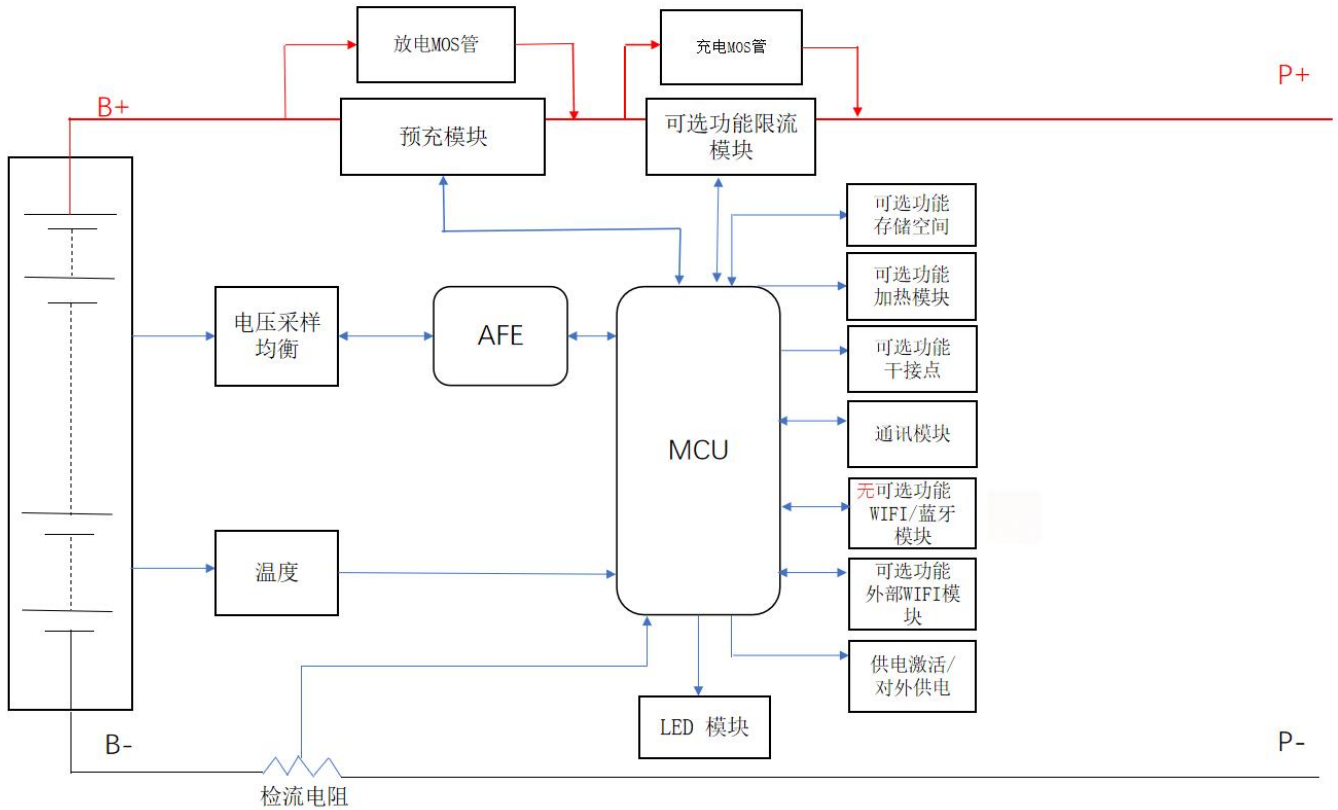 放电MOS管
充电MOS管
B+
P+
预充模块
可选功能限流
模块
可选功能
存储空间
可选功能
加热模块
电压采样
均衡
AFE
可选功能
干接点
MCU
通讯模块
无可选功能
WIFI/蓝牙
模块
温度
可选功能
外部WIFI模
块
供电激活/
对外供电
LED 模块
B-
P-
检流电阻